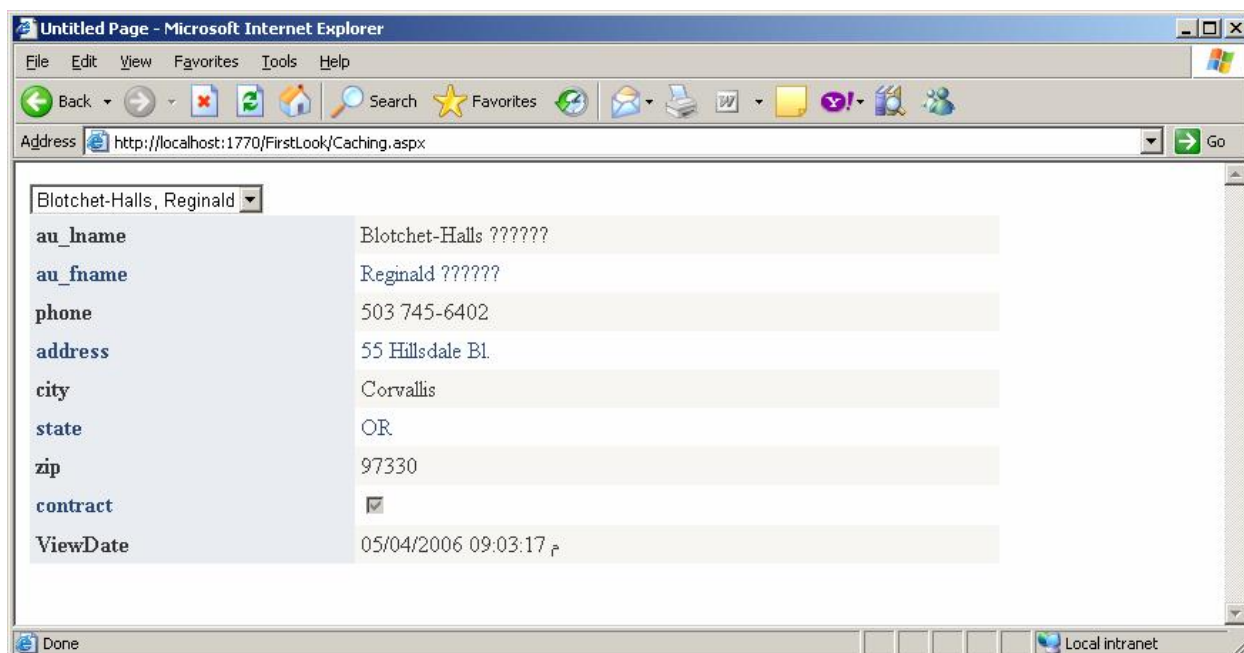 Untitled Page - Microsoft Internet Explorer
File Edit View Favorites Tools Help
Back Search Favorites
Address http://localhost:1770/FirstLook/Caching.aspx Go
Blotchet-Halls, Reginald
au_lname Blotchet-Halls ??????
au_fname Reginald ??????
phone 503 745-6402
address 55 Hillsdale Bl.
city Corvallis
state OR
zip 97330
contract
ViewDate 05/04/2006 09:03:17 م
Done Local intranet